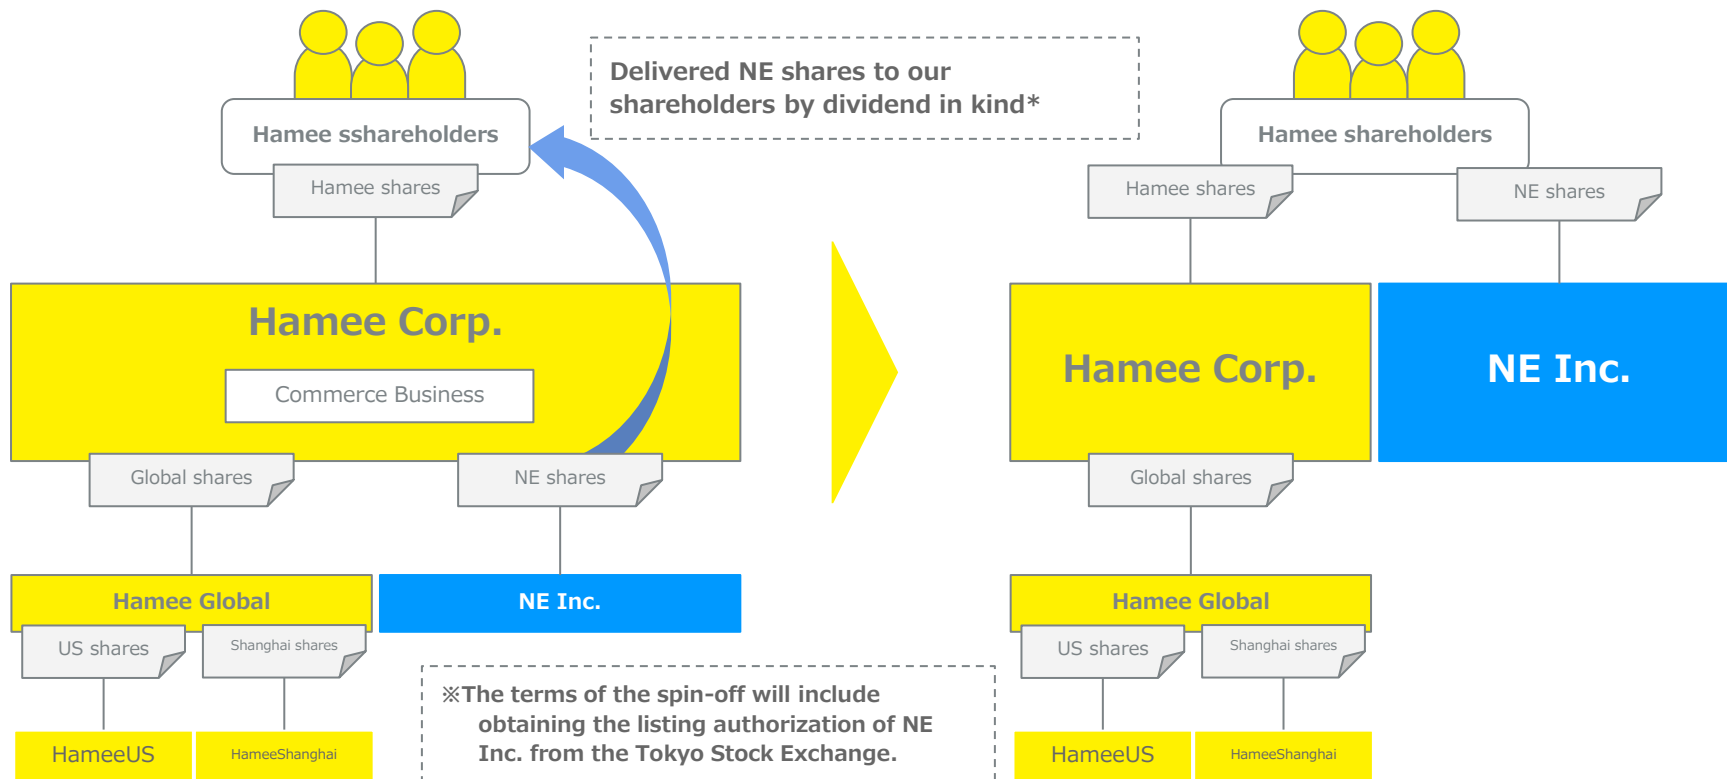 Delivered NE shares to our
shareholders by dividend in kind*
Hamee sshareholders
Hamee shares
Hamee Corp.
Commerce Business
Global shares
NE shares
Hamee Global
NE Inc.
US shares
Shanghai shares
HameeUS
HameeShanghai
※The terms of the spin-off will include
obtaining the listing authorization of NE
Inc. from the Tokyo Stock Exchange.
Hamee shareholders
Hamee shares
NE shares
Hamee Corp.
NE Inc.
Global shares
Hamee Global
US shares
Shanghai shares
HameeUS
HameeShanghai